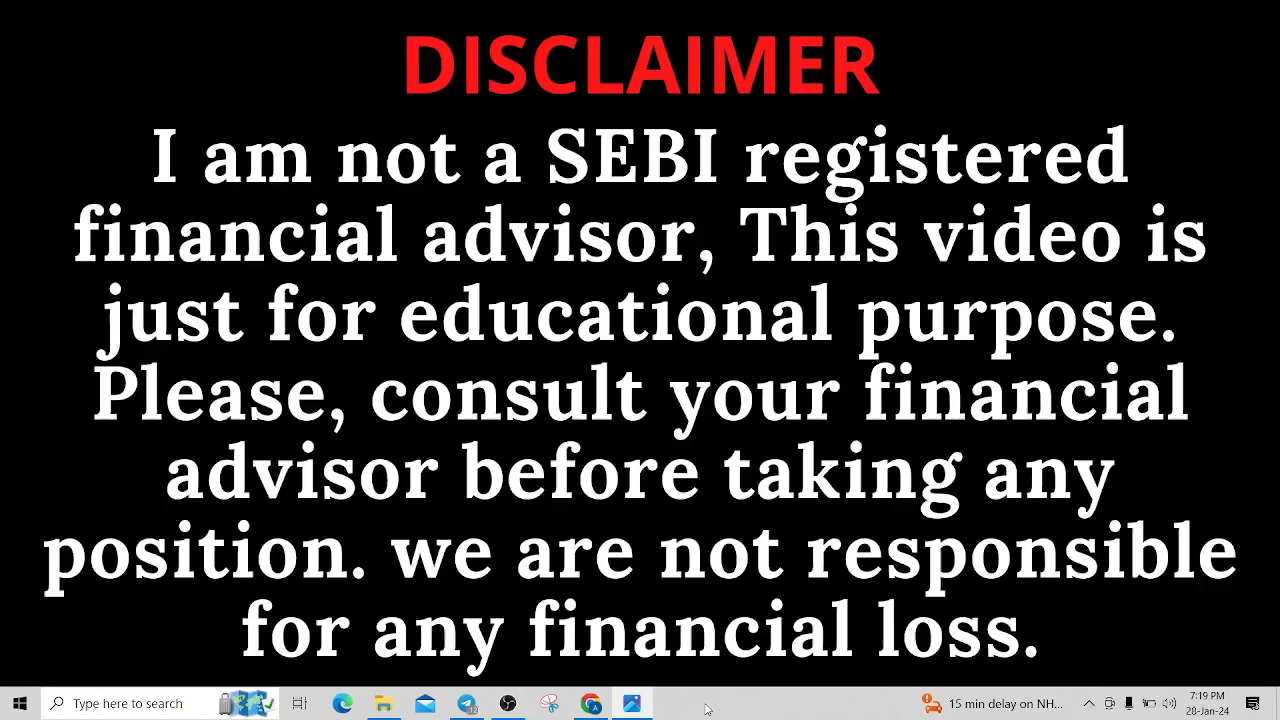 DISCLAIMER
I am not a SEBI registered
financial advisor, This video is
just for educational purpose.
Please, consult your financial
advisor before taking any
position. we are not responsible
for any financial loss.
Type here to search
12
A
15 min delay on NH...
7:19 PM
28-Jan-24